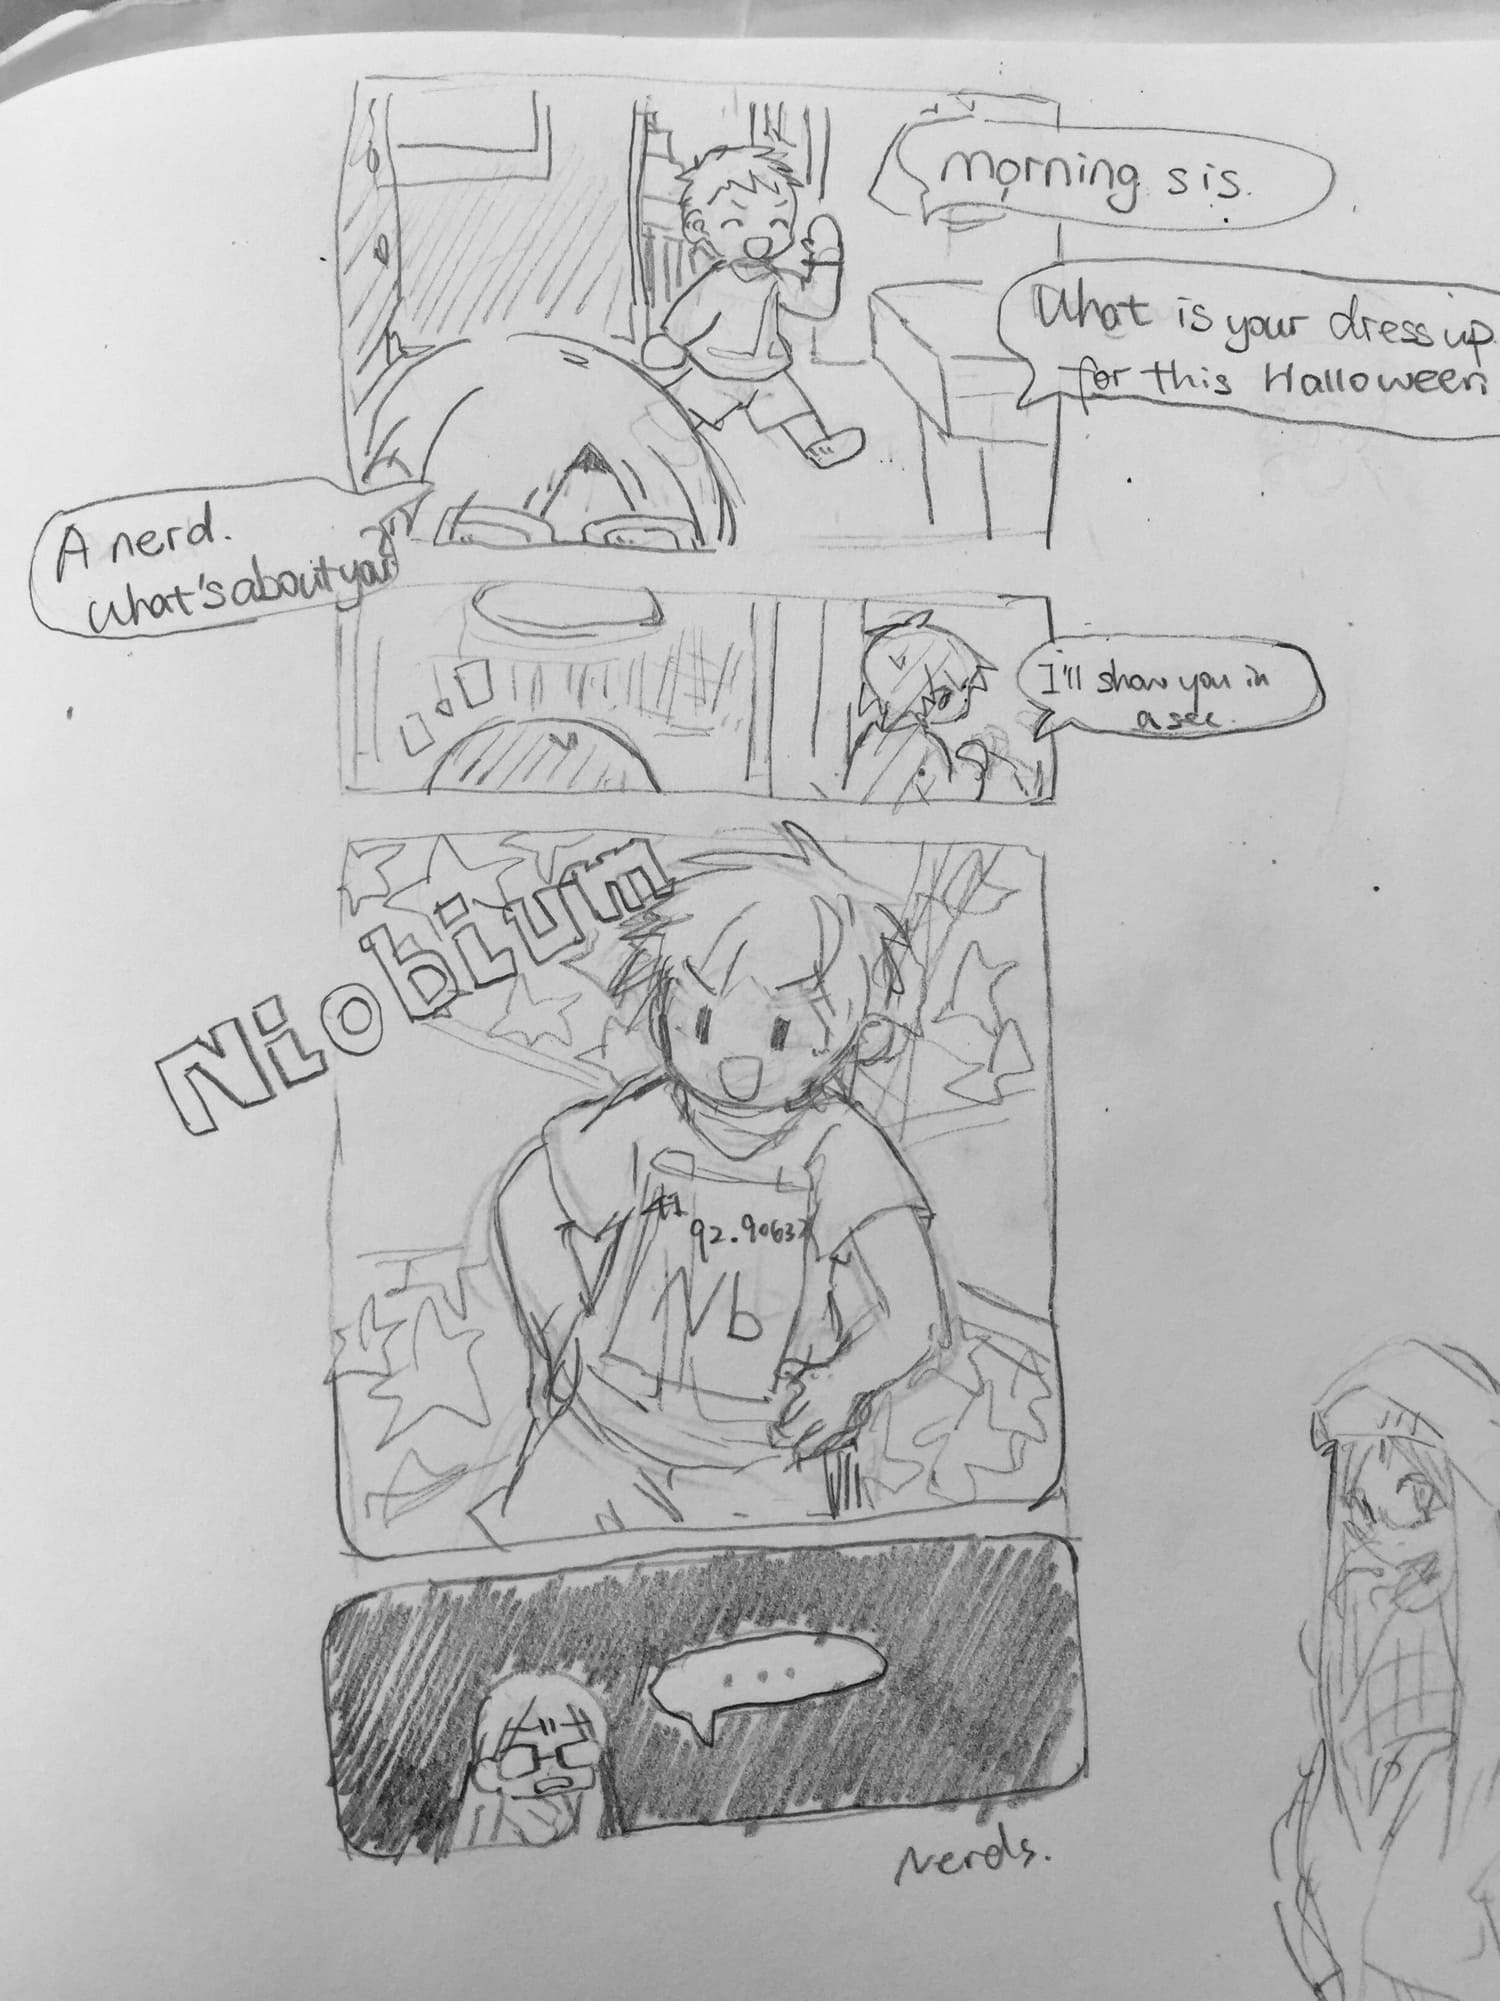 morning sis.
What is your dress up
for this Halloween
A nerd.
what's about you
I'll show you in
a sec.
Niobium
41
92.90637
Nb
...
Nerds.